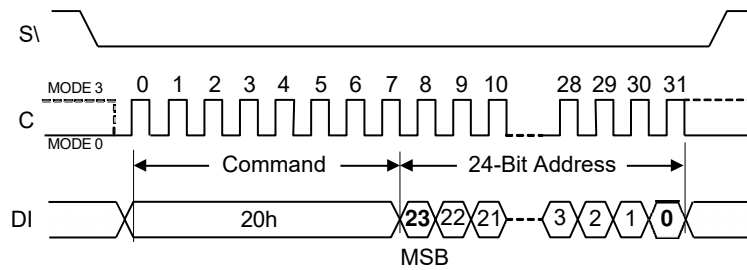 S\
MODE 3
0 1 2 3 4 5 6 7 8 9 10 28 29 30 31
C
MODE 0
Command 24-Bit Address
DI 20h 23 22 21 3 2 1 0
MSB